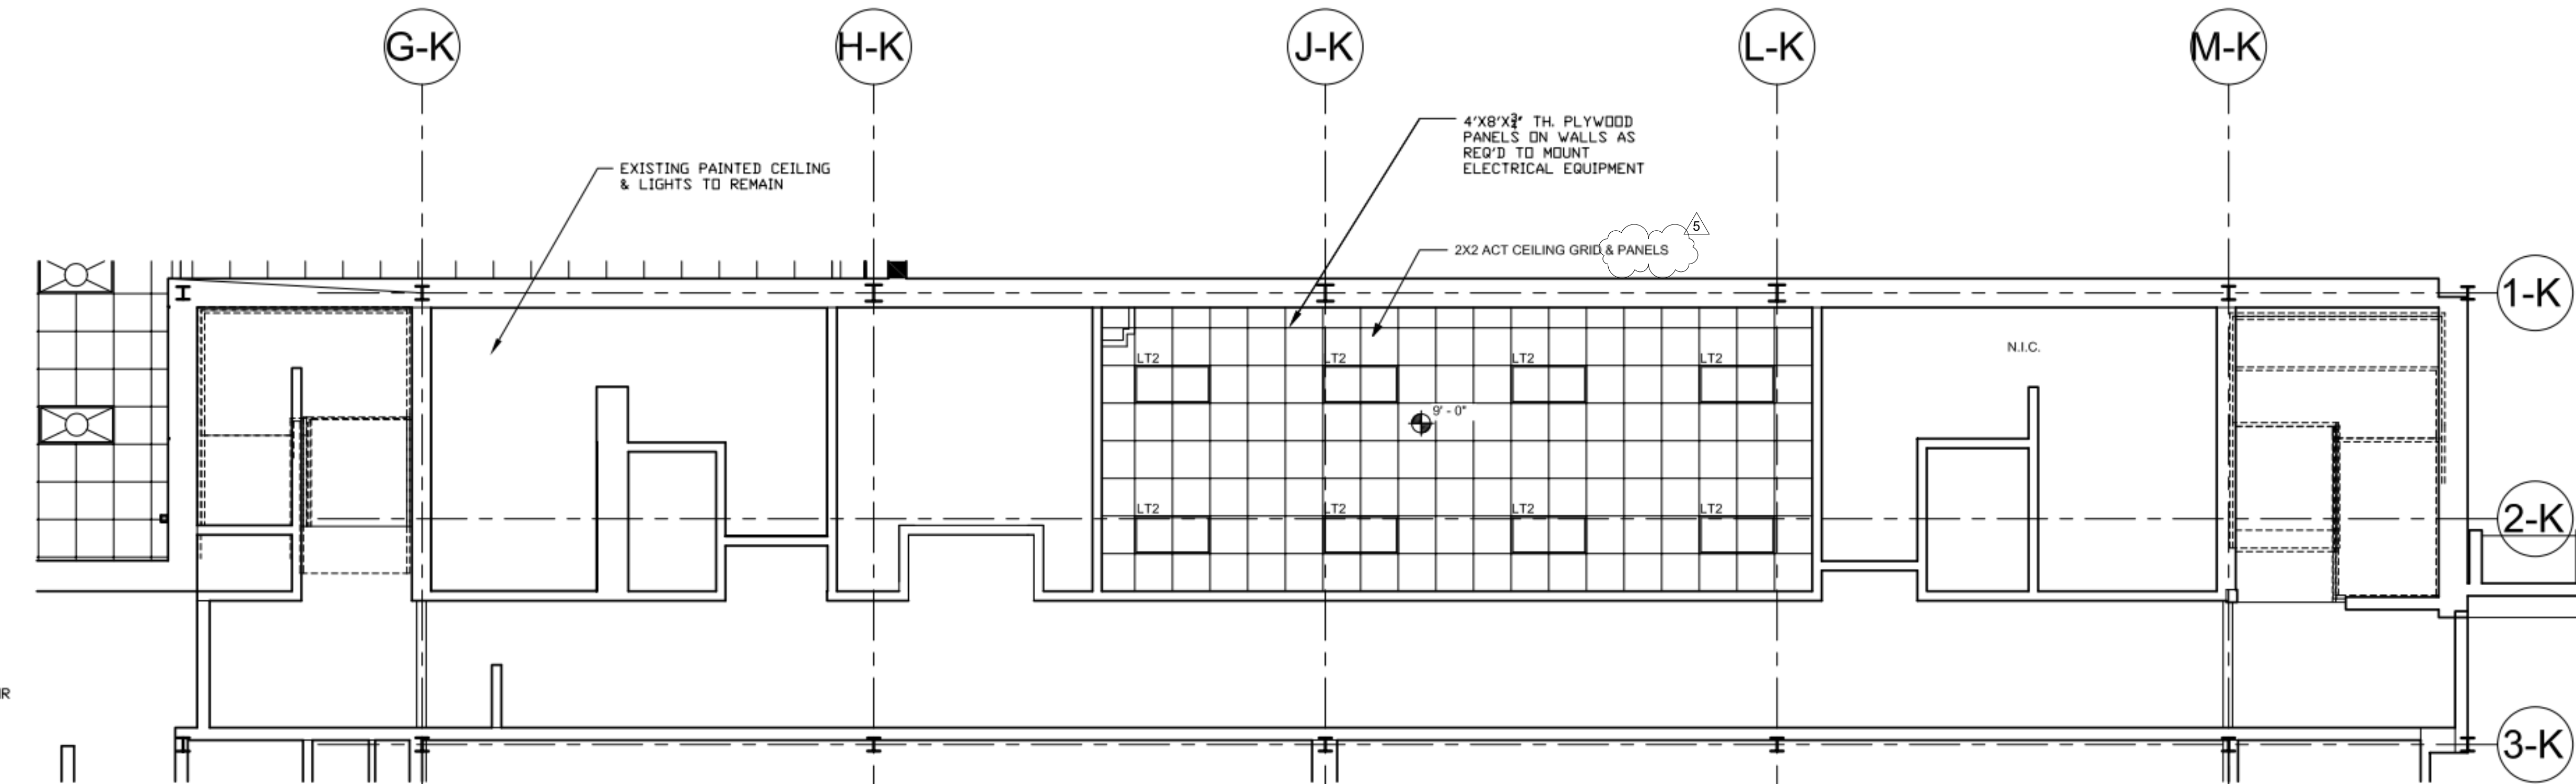 G-K
H-K
J-K
L-K
M-K
4'X8'X3/4" TH. PLYWOOD
PANELS ON WALLS AS
REQ'D TO MOUNT
ELECTRICAL EQUIPMENT
EXISTING PAINTED CEILING
& LIGHTS TO REMAIN
5
2X2 ACT CEILING GRID & PANELS
1-K
N.I.C.
LT2
LT2
LT2
LT2
9' - 0"
LT2
LT2
LT2
LT2
2-K
3-K